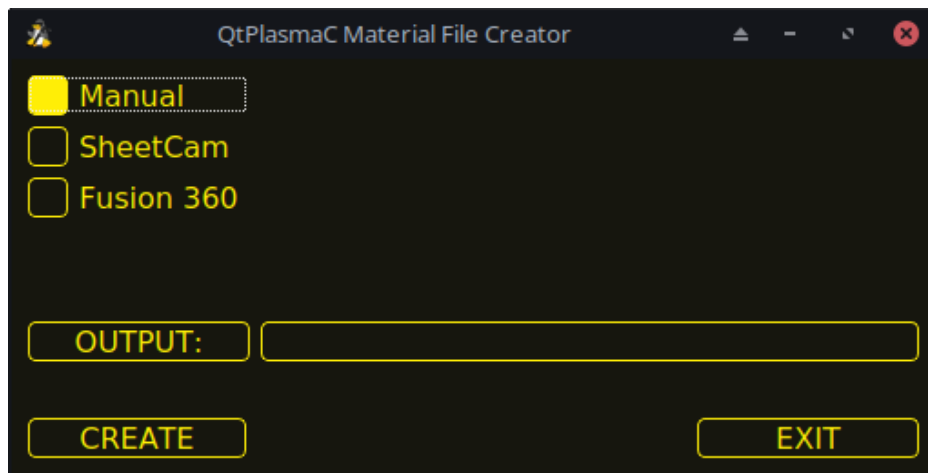 QtPlasmaC Material File Creator
Manual
SheetCam
Fusion 360
OUTPUT:
CREATE
EXIT